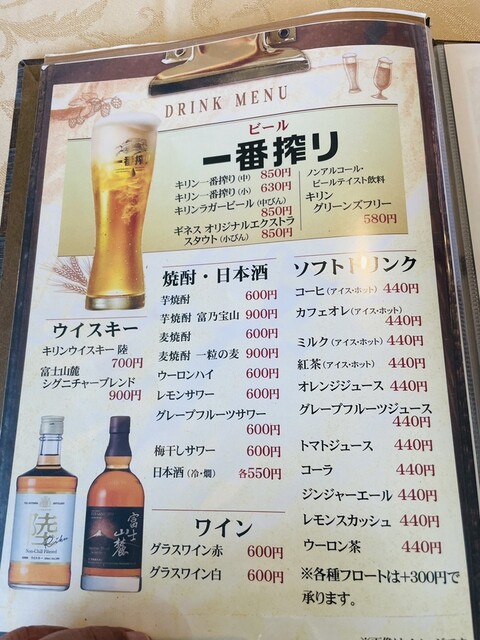 DRINK MENU
一番搾り
ビール
一番搾り
キリン一番搾り(中) 850円
キリン一番搾り(小) 630円
キリンラガービール(中びん)
850円
ギネス オリジナルエクストラ
スタウト(小びん) 850円
ノンアルコール・
ビールテイスト飲料
キリン
グリーンズフリー
580円
ウイスキー
キリンウイスキー 陸
700円
富士山麓
シグニチャーブレンド
900円
陸
富士山麓
焼酎・日本酒
芋焼酎 600円
芋焼酎 富乃宝山 900円
麦焼酎 600円
麦焼酎 一粒の麦 900円
ウーロンハイ 600円
レモンサワー 600円
グレープフルーツサワー
600円
梅干しサワー 600円
日本酒(冷・燗) 各550円
ワイン
グラスワイン赤 600円
グラスワイン白 600円
ソフトドリンク
コーヒ(アイス・ホット) 440円
カフェオレ(アイス・ホット)
440円
ミルク(アイス・ホット) 440円
紅茶(アイス・ホット) 440円
オレンジジュース 440円
グレープフルーツジュース
440円
トマトジュース 440円
コーラ 440円
ジンジャーエール 440円
レモンスカッシュ 440円
ウーロン茶 440円
※各種フロートは+300円で
承ります。